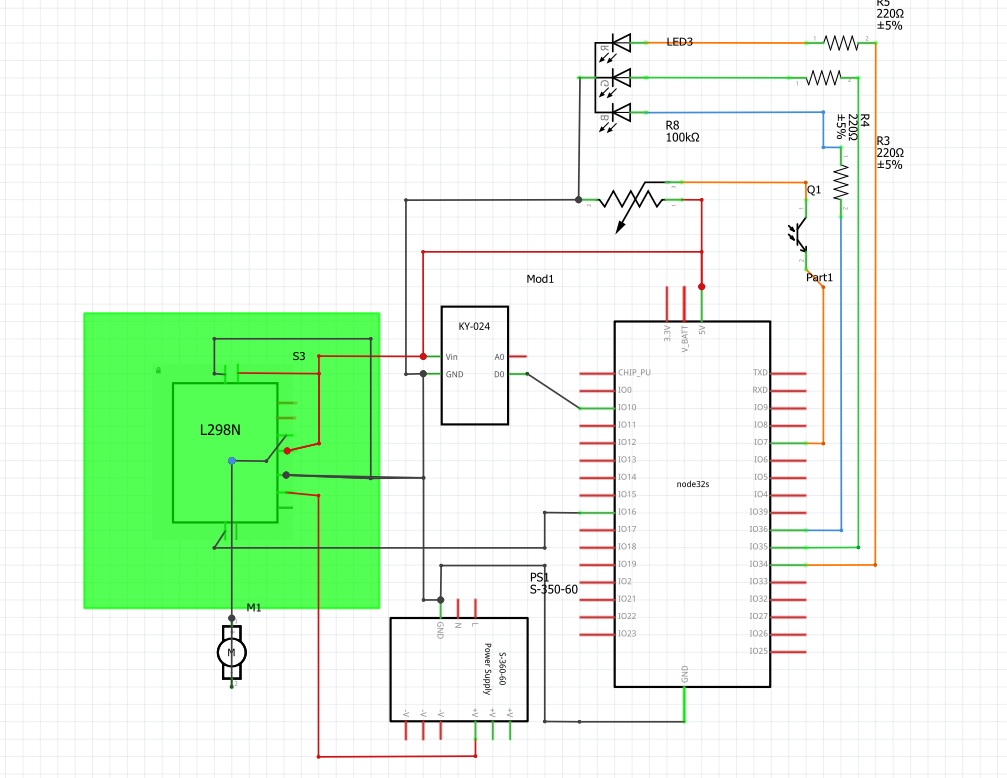 R5
220Ω
±5%
LED3
R
G
B
1
2
R8
100kΩ
R4
220Ω
±5%
R3
220Ω
±5%
Q1
Part1
Mod1
KY-024
Vin
GND
A0
D0
S3
L298N
3.3V
V_BATT
5V
CHIP_PU
IO0
IO10
IO11
IO12
IO13
IO14
IO15
IO16
IO17
IO18
IO19
IO2
IO21
IO22
IO23
TXD
RXD
IO9
IO8
IO7
IO6
IO5
IO4
IO39
IO36
IO35
IO34
IO33
IO32
IO27
IO26
IO25
node32s
GND
PS1
S-350-60
GND
N
L
S-360-60
Power Supply
-V
-V
-V
+V
+V
+V
M1
M